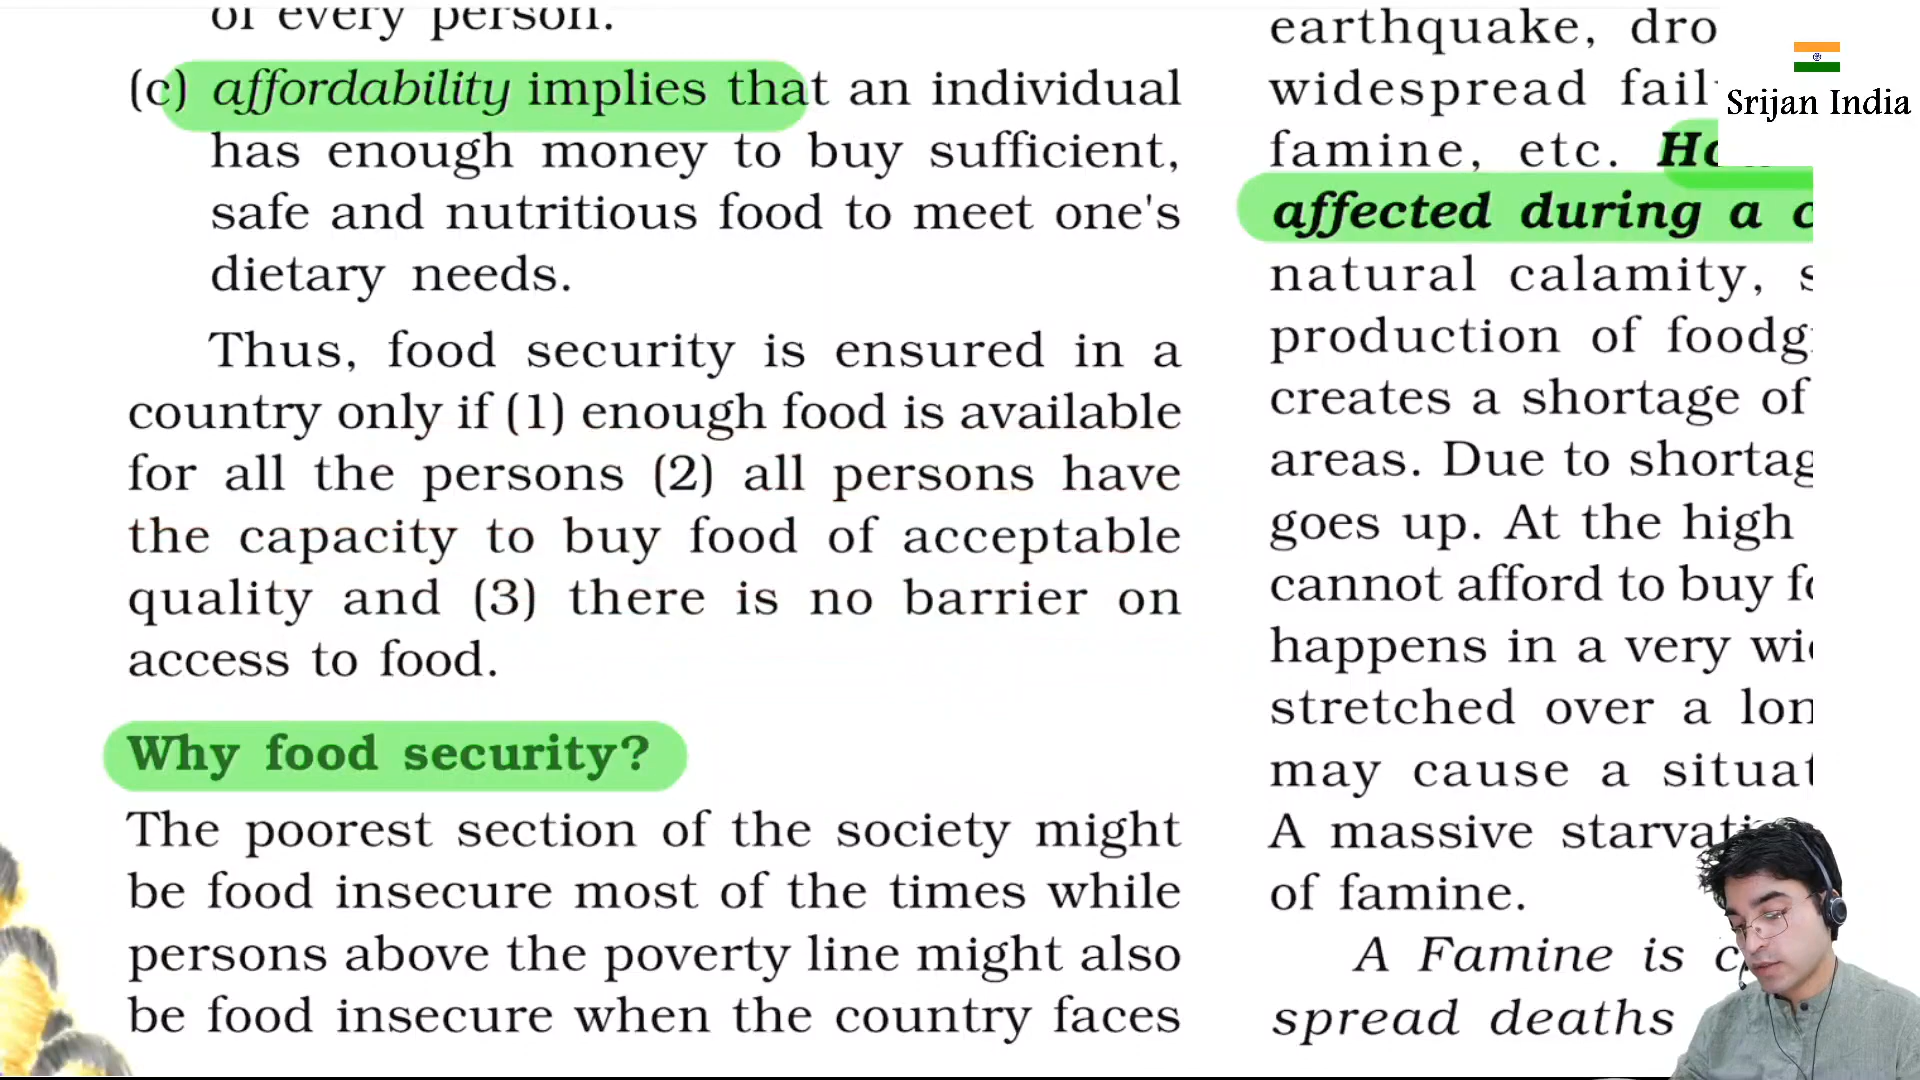 of every person.
(c) affordability implies that an individual
has enough money to buy sufficient,
safe and nutritious food to meet one's
dietary needs.
Thus, food security is ensured in a
country only if (1) enough food is available
for all the persons (2) all persons have
the capacity to buy food of acceptable
quality and (3) there is no barrier on
access to food.
Why food security?
The poorest section of the society might
be food insecure most of the times while
persons above the poverty line might also
be food insecure when the country faces
earthquake,
widespread
famine, etc.
affected during a
natural calamity,
production of
creates a shortage of
areas. Due to
goes up. At the high
cannot afford to buy
happens in a very
stretched over a
may cause a
A massive
of famine.
A Famine is
spread deaths
Srijan India